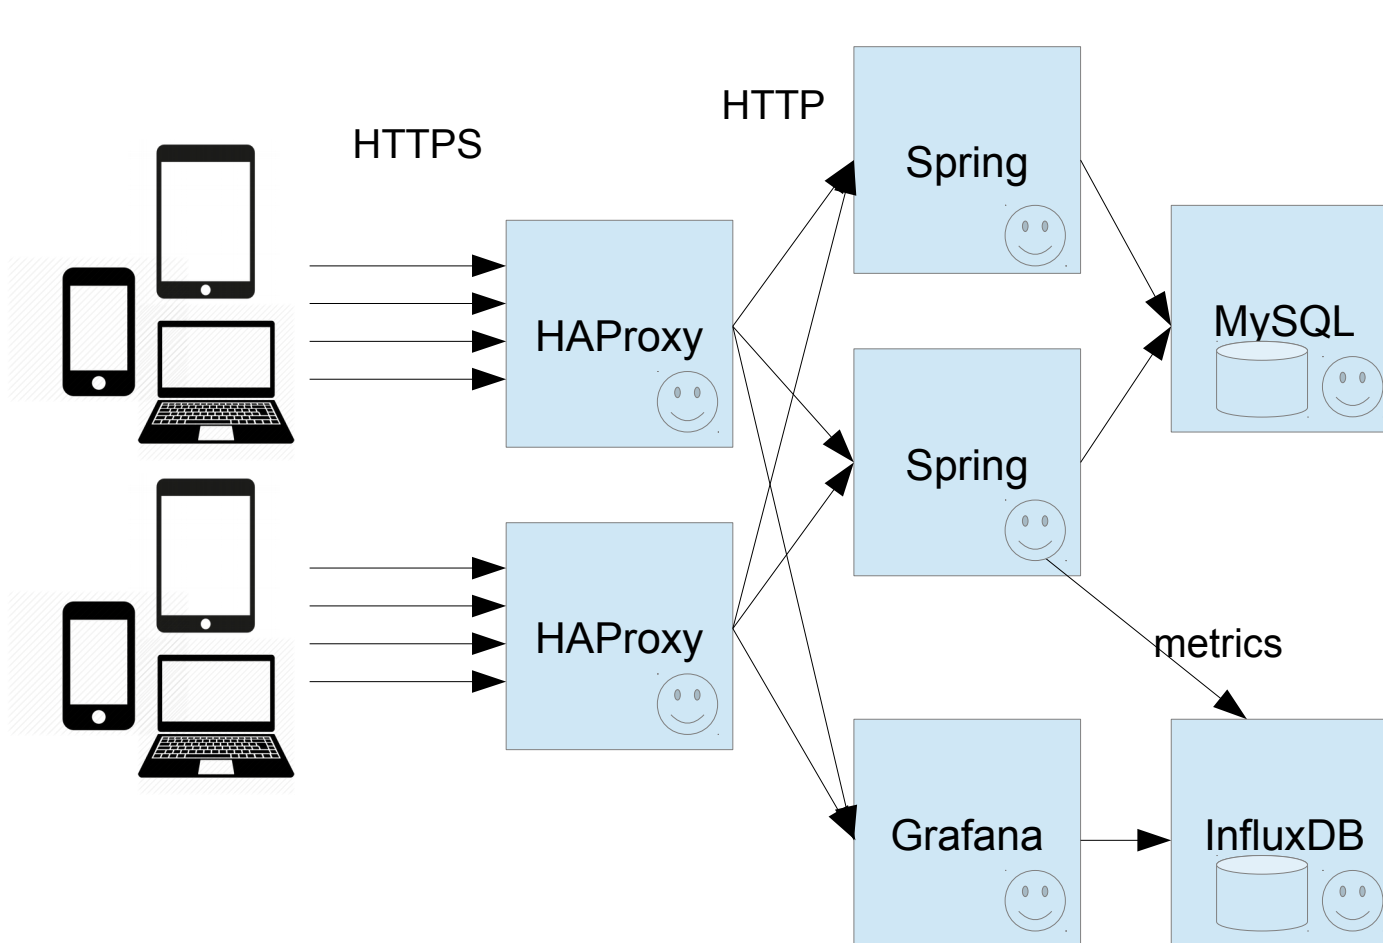 HTTPS
HTTP
Spring
HAProxy
MySQL
Spring
HAProxy
metrics
Grafana
InfluxDB